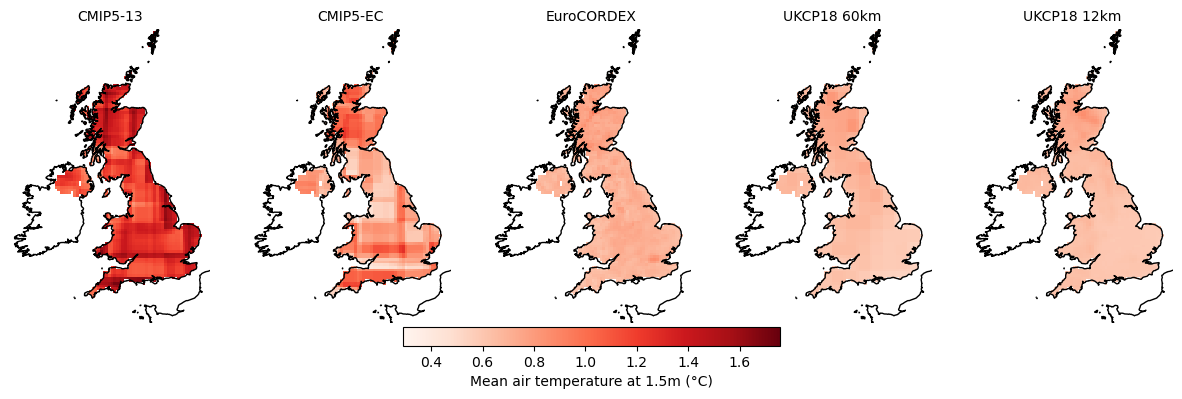 CMIP5-13 CMIP5-EC EuroCORDEX UKCP18 60km UKCP18 12km
0.4 0.6 0.8 1.0 1.2 1.4 1.6
Mean air temperature at 1.5m (°C)